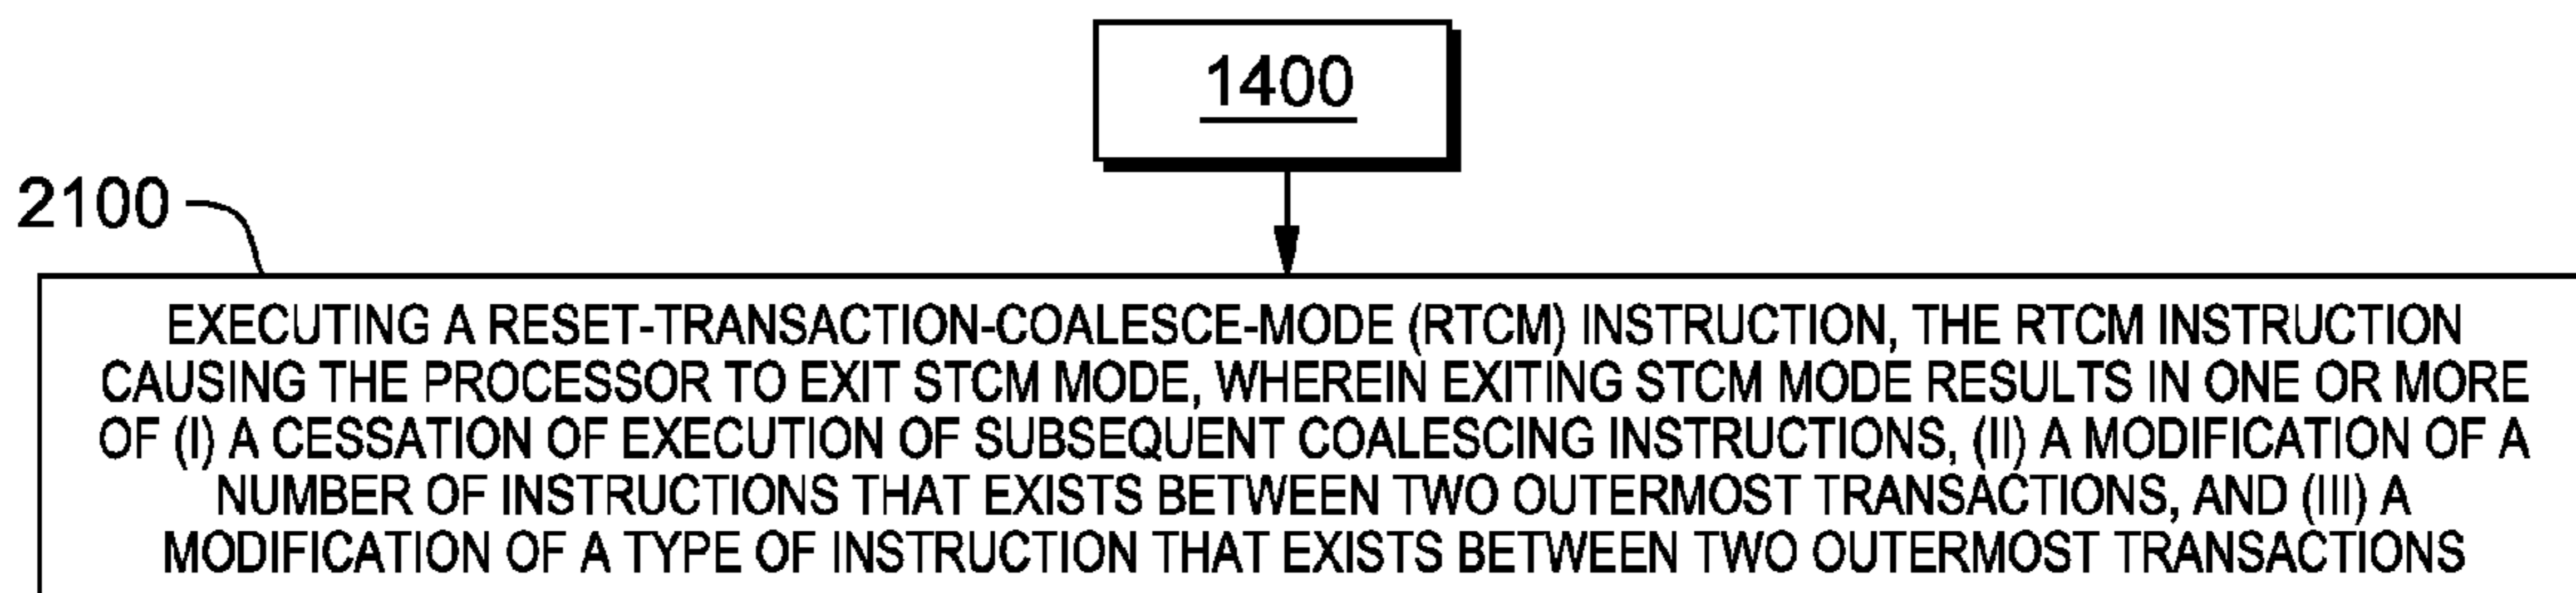 1400
2100
EXECUTING A RESET-TRANSACTION-COALESCE-MODE (RTCM) INSTRUCTION, THE RTCM INSTRUCTION
CAUSING THE PROCESSOR TO EXIT STCM MODE, WHEREIN EXITING STCM MODE RESULTS IN ONE OR MORE
OF (I) A CESSATION OF EXECUTION OF SUBSEQUENT COALESCING INSTRUCTIONS, (II) A MODIFICATION OF A
NUMBER OF INSTRUCTIONS THAT EXISTS BETWEEN TWO OUTERMOST TRANSACTIONS, AND (III) A
MODIFICATION OF A TYPE OF INSTRUCTION THAT EXISTS BETWEEN TWO OUTERMOST TRANSACTIONS